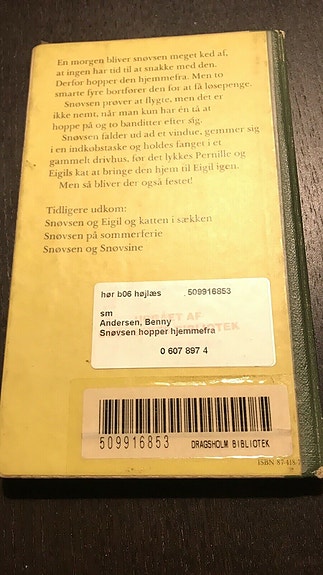 En morgen bliver snøvsen meget ked af,
at ingen har tid til at snakke med den.
Derfor hopper den hjemmefra. Men to
smarte fyre bortfører den for at få løsepenge.
Snøvsen prøver at flygte, men det er
ikke nemt, når man kun har én tå at
hoppe på og to banditter efter sig.
Snøvsen falder ud ad et vindue, gemmer sig
i en indkøbstaske og holdes fanget i et
gammelt drivhus, før det lykkes Pernille og
Eigils kat at bringe den hjem til Eigil igen.
Men så bliver der også fester!
Tidligere udkom:
Snøvsen og Eigil og katten i sækken
Snøvsen på sommerferie
Snøvsen og Snøvsine
hør b06 højlæs 509916853
sm
Andersen, Benny
Snøvsen hopper hjemmefra
0 607 897 4
509916853 DRAGSHOLM BIBLIOTEK
ISBN 87-418-7